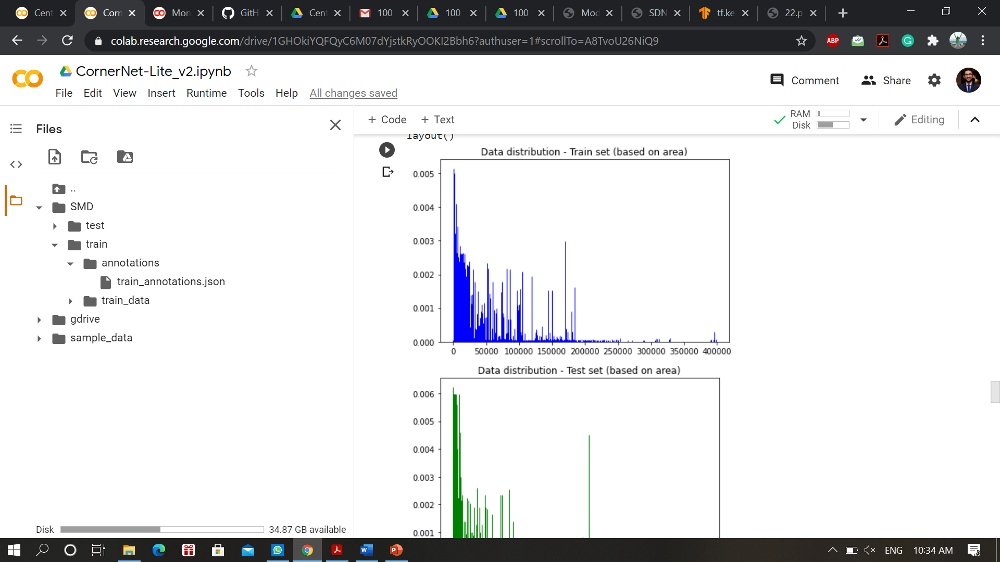 Cent
Corn
Mon
GitH
Cent
100
100
100
Mod
SDN
tf.ke
22.p
colab.research.google.com/drive/1GHOkiYQFQyC6M07dYjstkRyOOKI2Bbh6?authuser=1#scrollTo=A8TvoU26NiQ9
ABP
CornerNet-Lite_v2.ipynb
Comment
Share
File Edit View Insert Runtime Tools Help All changes saved
Files
+ Code + Text
RAM
Disk
Editing
layout()
..
SMD
test
train
annotations
train_annotations.json
train_data
gdrive
sample_data
Data distribution - Train set (based on area)
0.005
0.004
0.003
0.002
0.001
0.000
0 50000 100000 150000 200000 250000 300000 350000 400000
Data distribution - Test set (based on area)
0.006
0.005
0.004
0.003
0.002
0.001
Disk 34.87 GB available
ENG 10:34 AM